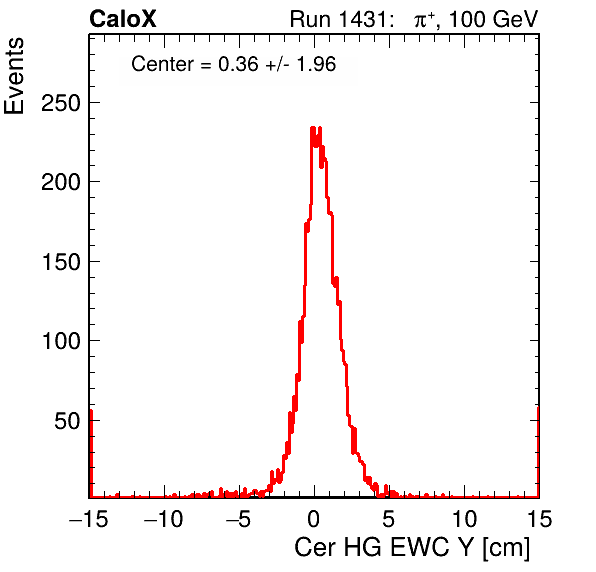 CaloX Run 1431: π⁺, 100 GeV
Center = 0.36 +/- 1.96
Events
250
200
150
100
50
−15 −10 −5 0 5 10 15
Cer HG EWC Y [cm]